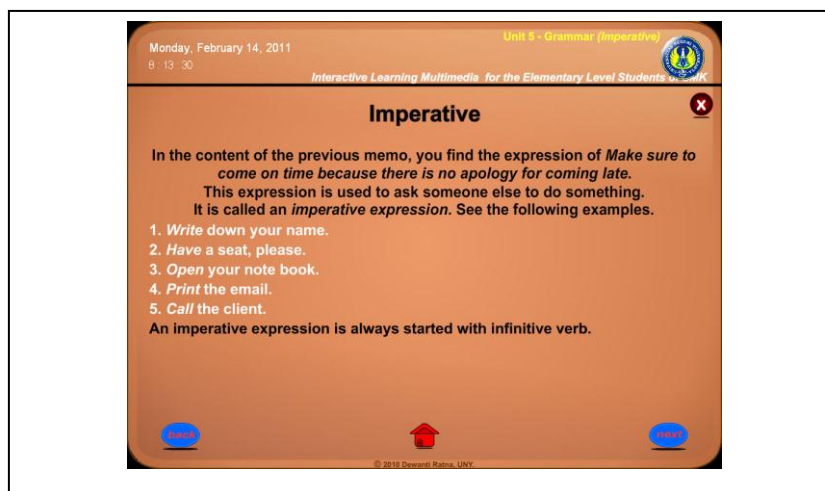 Monday, February 14, 2011
8 : 13 : 30
Unit 5 - Grammar (Imperative)
Interactive Learning Multimedia for the Elementary Level Students of SMK
X
Imperative
In the content of the previous memo, you find the expression of Make sure to
come on time because there is no apology for coming late.
This expression is used to ask someone else to do something.
It is called an imperative expression. See the following examples.
1. Write down your name.
2. Have a seat, please.
3. Open your note book.
4. Print the email.
5. Call the client.
An imperative expression is always started with infinitive verb.
back
next
© 2010 Dewanti Ratna, UNY.